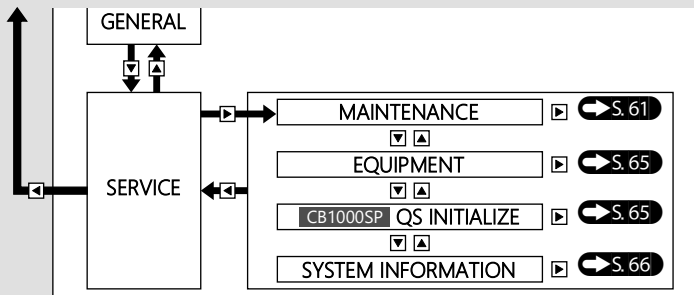 GENERAL
MAINTENANCE S. 61
EQUIPMENT S. 65
SERVICE
CB1000SP QS INITIALIZE S. 65
SYSTEM INFORMATION S. 66